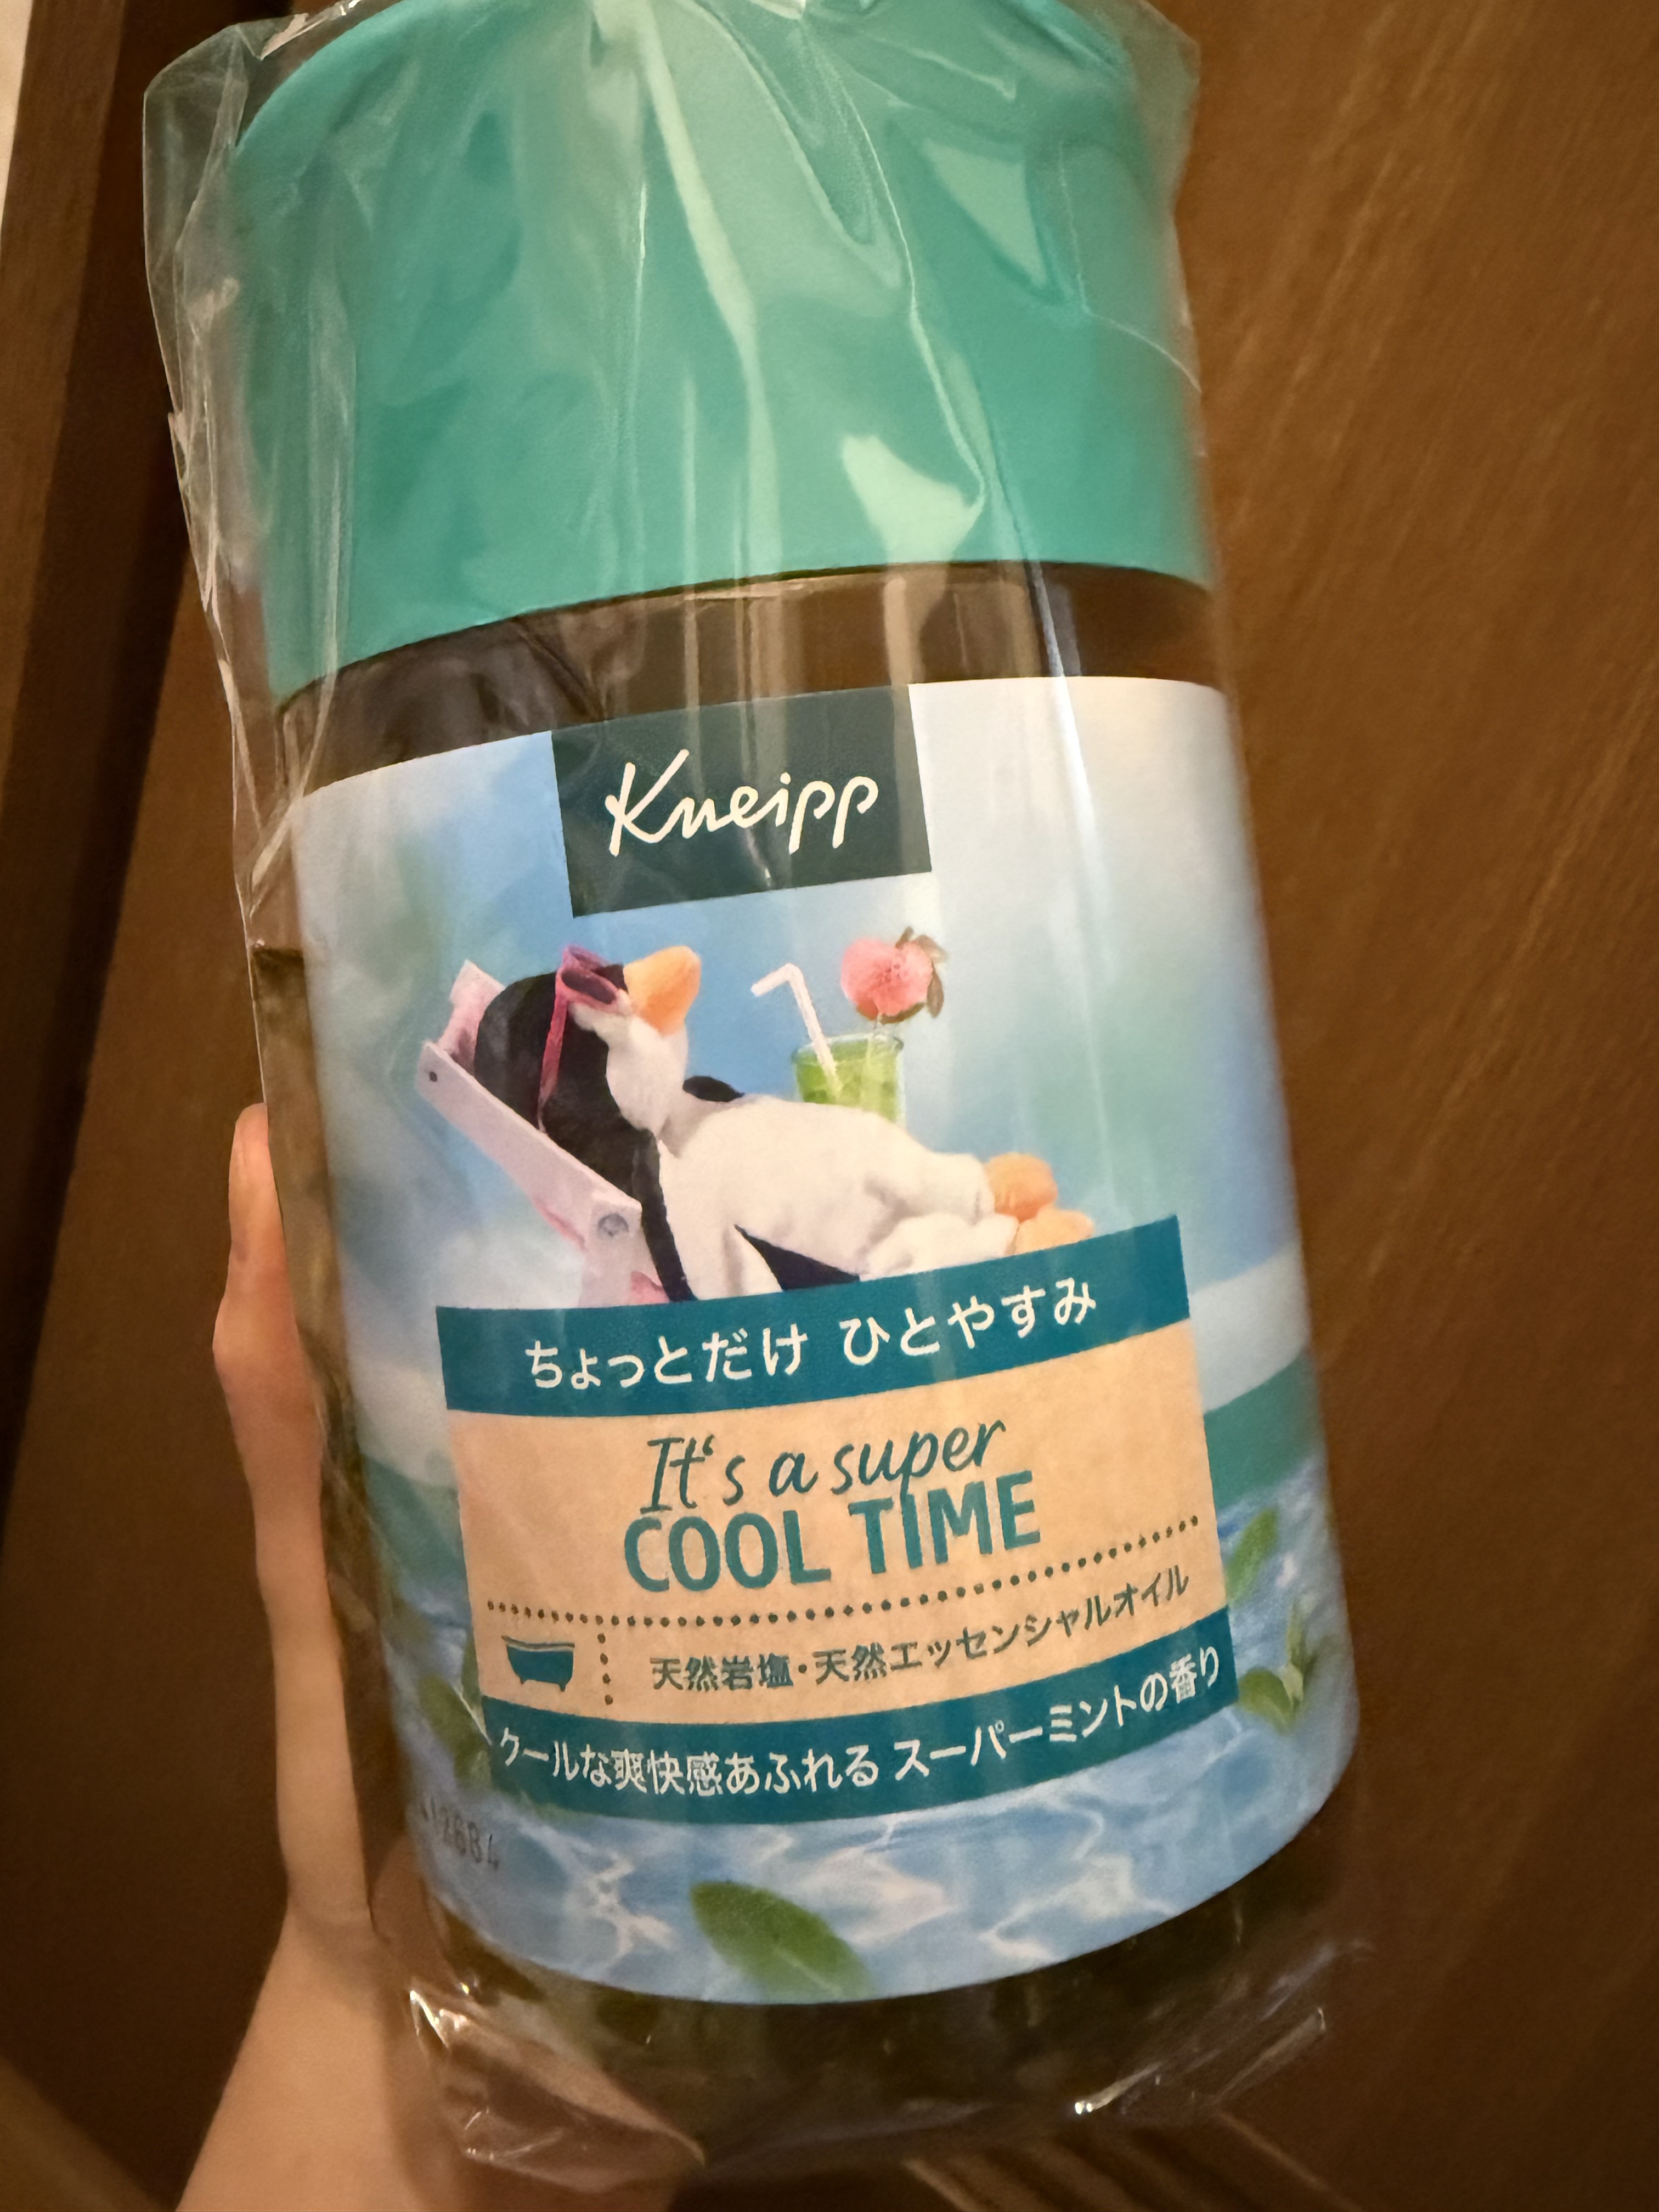 Kneipp
ちょっとだけ ひとやすみ
It's a super
COOL TIME
天然岩塩・天然エッセンシャルオイル
クールな爽快感あふれる スーパーミントの香り